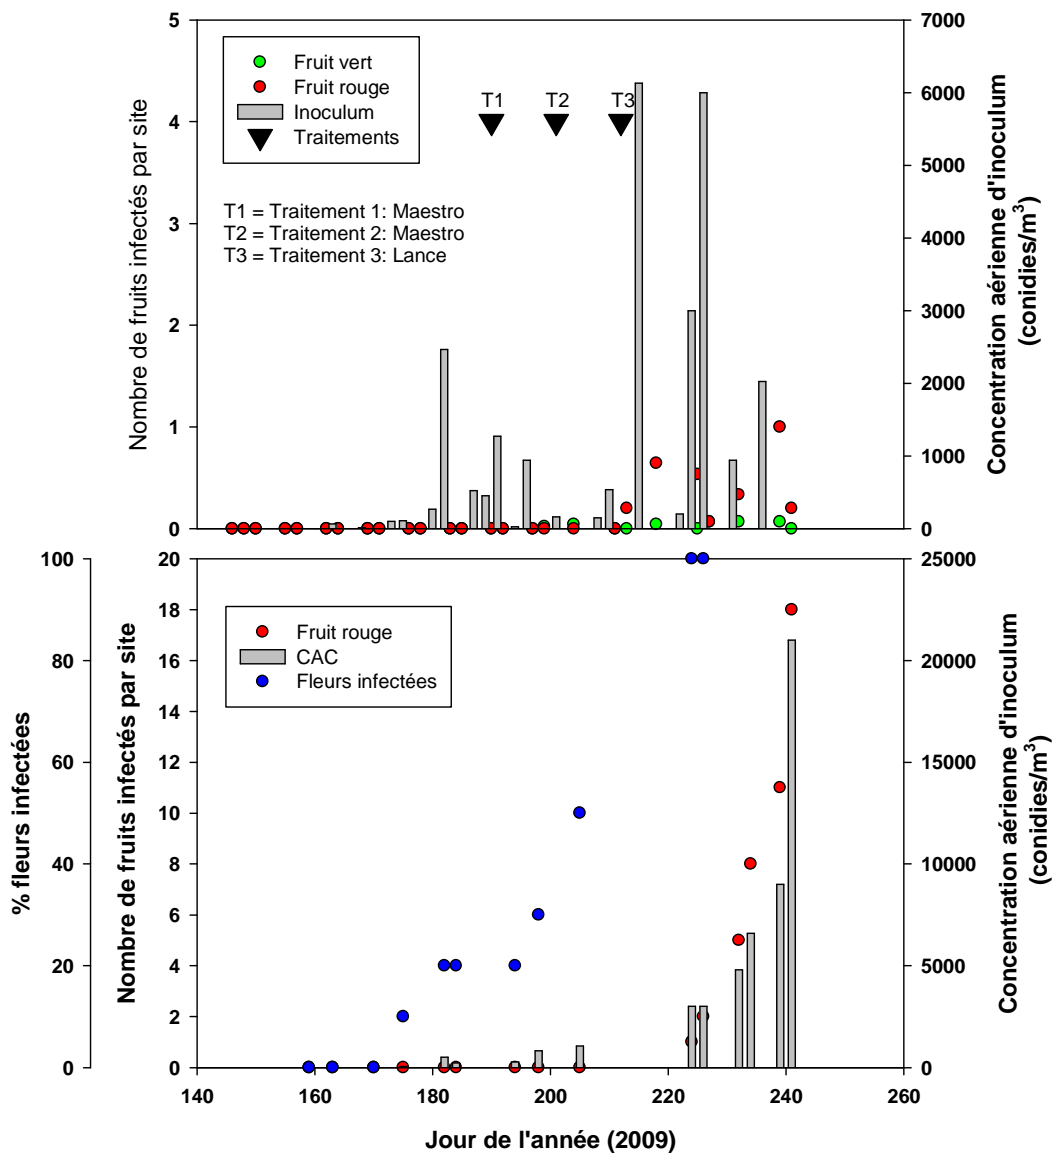 5
4
3
2
1
0
Nombre de fruits infectés par site
Fruit vert
Fruit rouge
Inoculum
Traitements
T1 = Traitement 1: Maestro
T2 = Traitement 2: Maestro
T3 = Traitement 3: Lance
T1 T2 T3
7000
6000
5000
4000
3000
2000
1000
0
Concentration aérienne d'inoculum
(conidies/m³)
100
80
60
40
20
0
% fleurs infectées
20
18
16
14
12
10
8
6
4
2
0
Nombre de fruits infectés par site
Fruit rouge
CAC
Fleurs infectées
25000
20000
15000
10000
5000
0
Concentration aérienne d'inoculum
(conidies/m³)
140 160 180 200 220 240 260
Jour de l'année (2009)